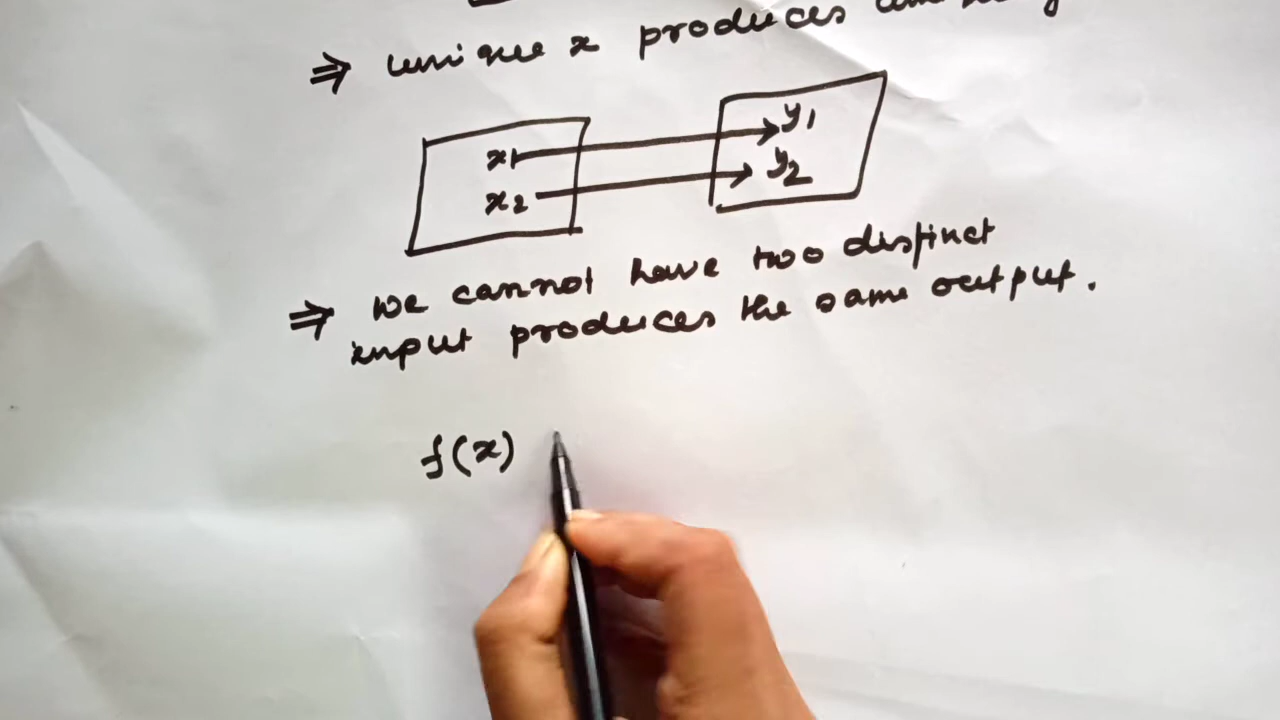 ⇒ unique x produces
x1 y1
x2 y2
⇒ we cannot have two distinct
input produces the same output.
f(x)